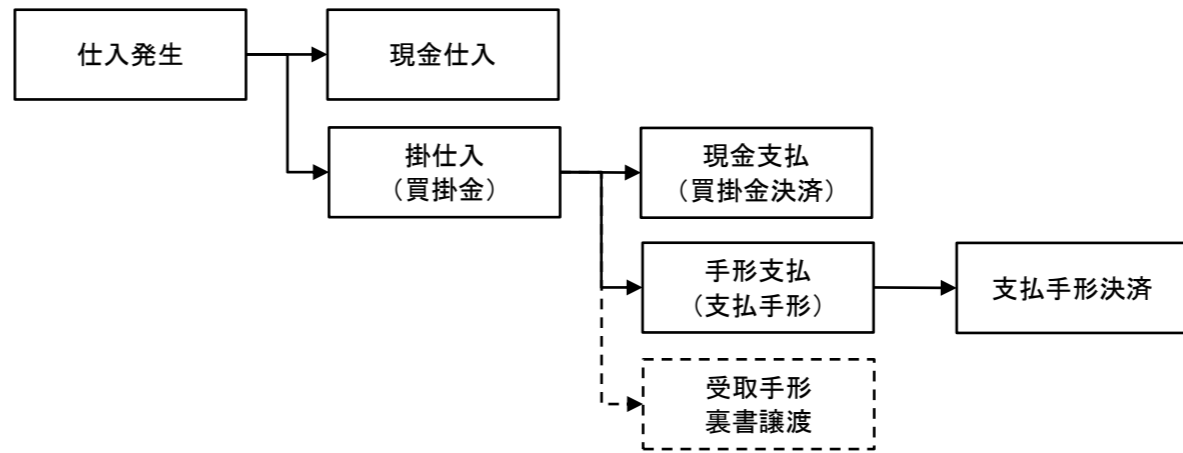 仕入発生
現金仕入
掛仕入
（買掛金）
現金支払
（買掛金決済）
手形支払
（支払手形）
支払手形決済
受取手形
裏書譲渡